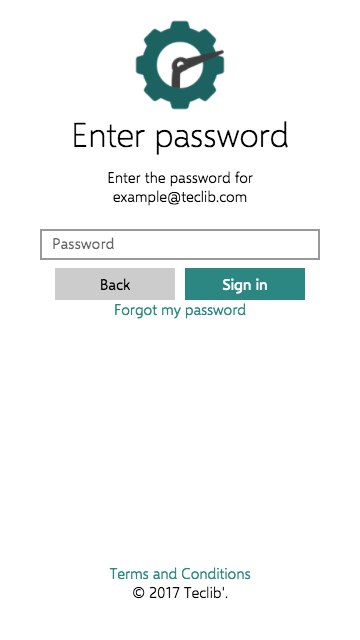 Enter password
Enter the password for
example@teclib.com
Password
Back
Sign in
Forgot my password
Terms and Conditions
© 2017 Teclib'.